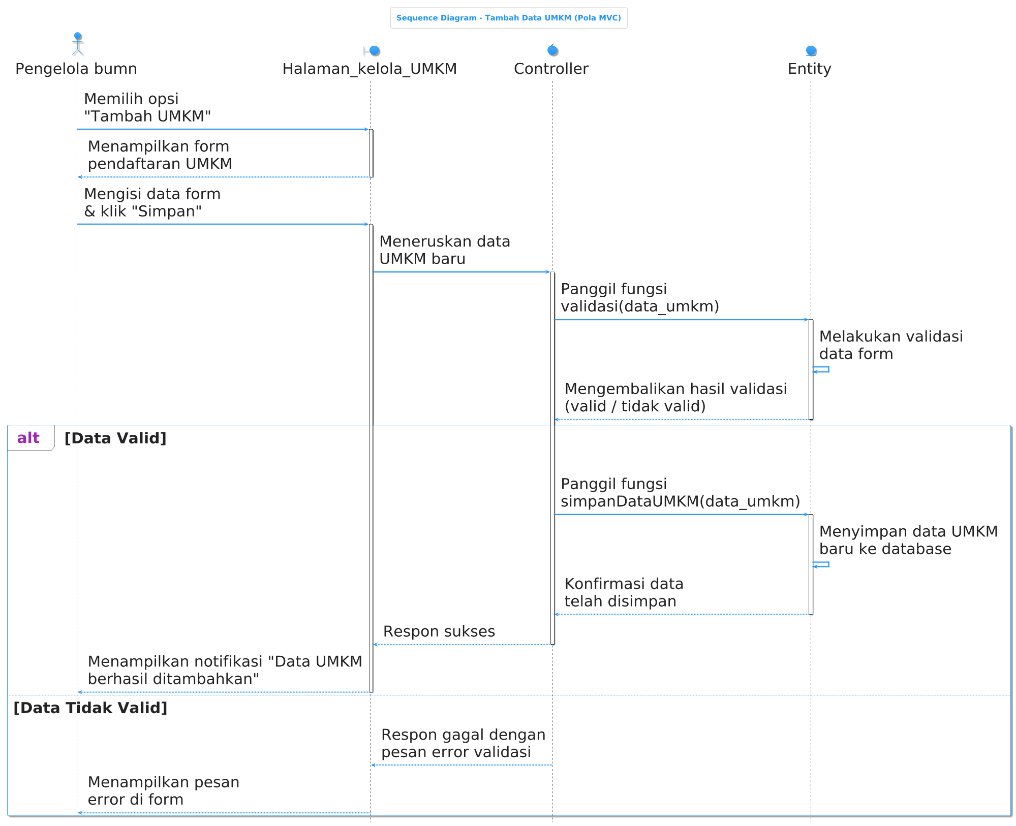 Sequence Diagram - Tambah Data UMKM (Pola MVC)
Pengelola bumn
Halaman_kelola_UMKM
Controller
Entity
Memilih opsi
"Tambah UMKM"
Menampilkan form
pendaftaran UMKM
Mengisi data form
& klik "Simpan"
Meneruskan data
UMKM baru
Panggil fungsi
validasi(data_umkm)
Melakukan validasi
data form
Mengembalikan hasil validasi
(valid / tidak valid)
alt
[Data Valid]
Panggil fungsi
simpanDataUMKM(data_umkm)
Menyimpan data UMKM
baru ke database
Konfirmasi data
telah disimpan
Respon sukses
Menampilkan notifikasi "Data UMKM
berhasil ditambahkan"
[Data Tidak Valid]
Respon gagal dengan
pesan error validasi
Menampilkan pesan
error di form